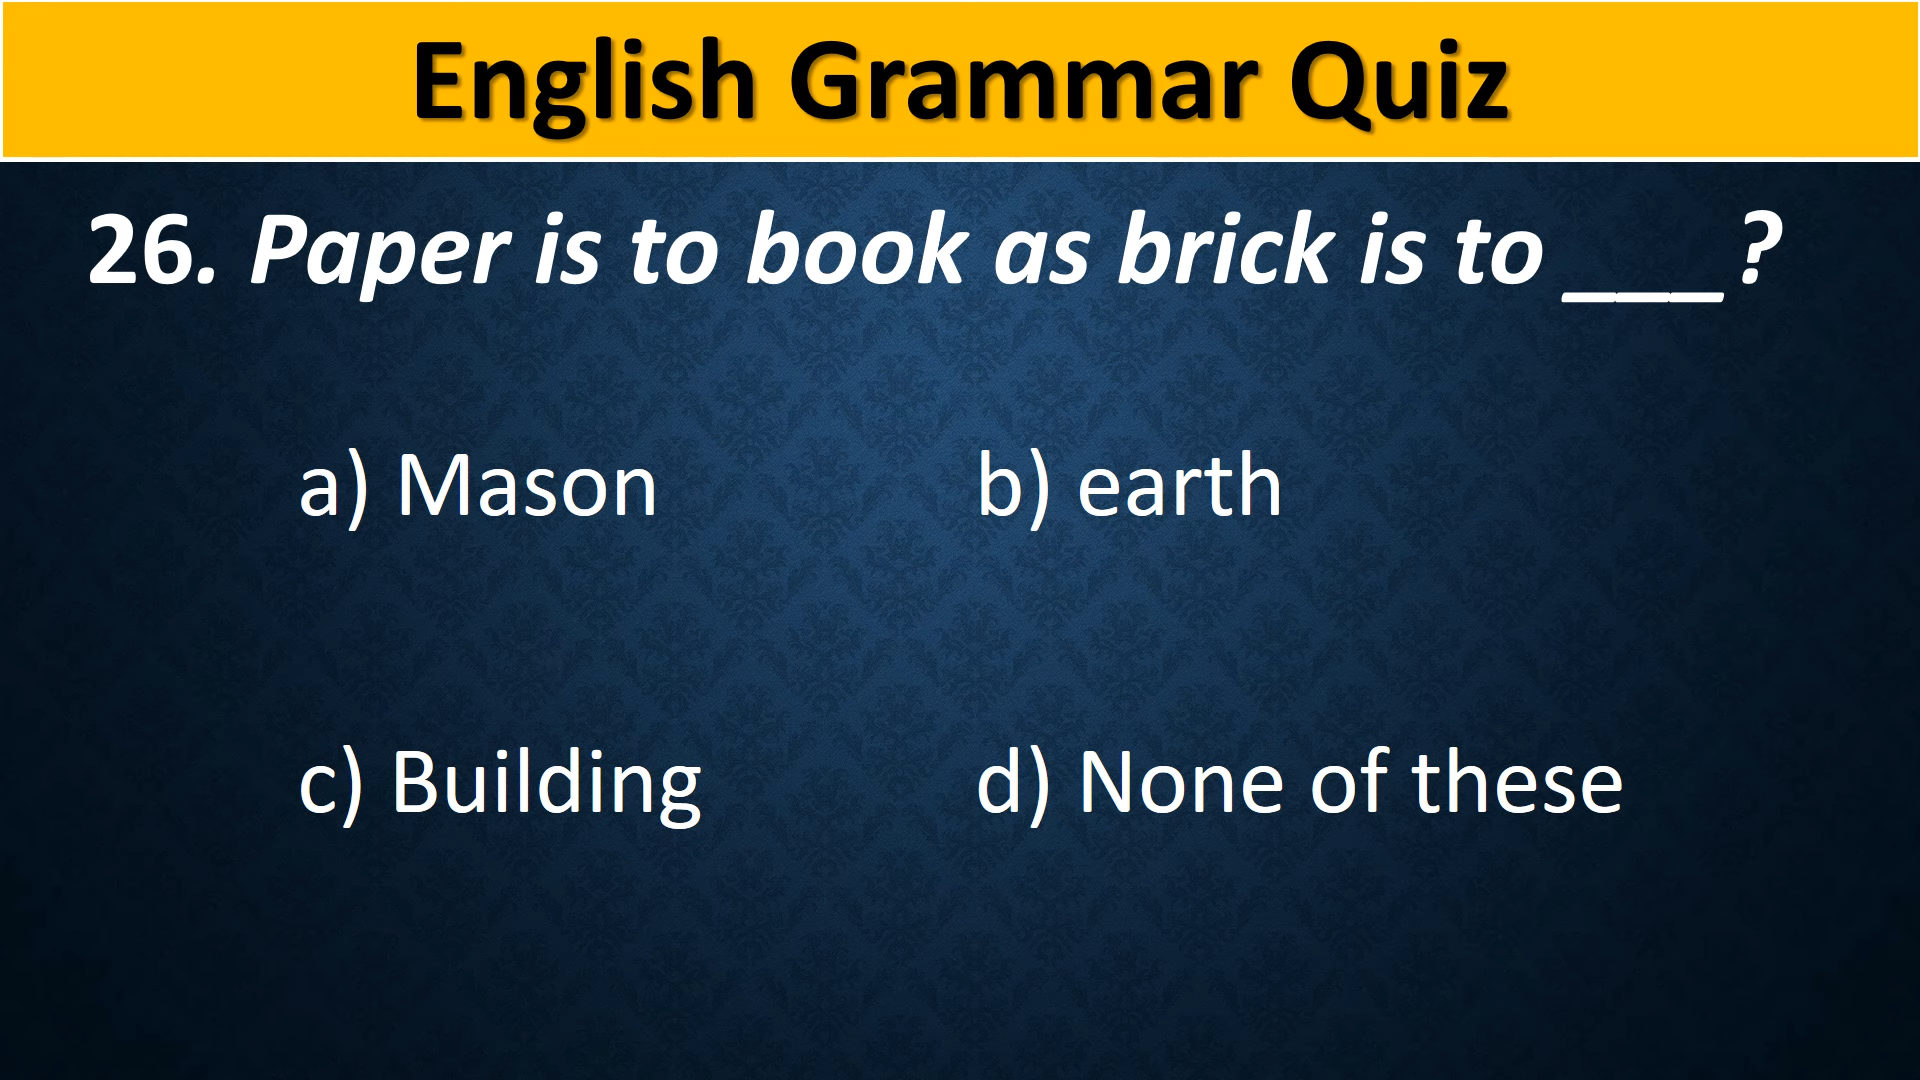 English Grammar Quiz
26. Paper is to book as brick is to ___?
a) Mason b) earth
c) Building d) None of these